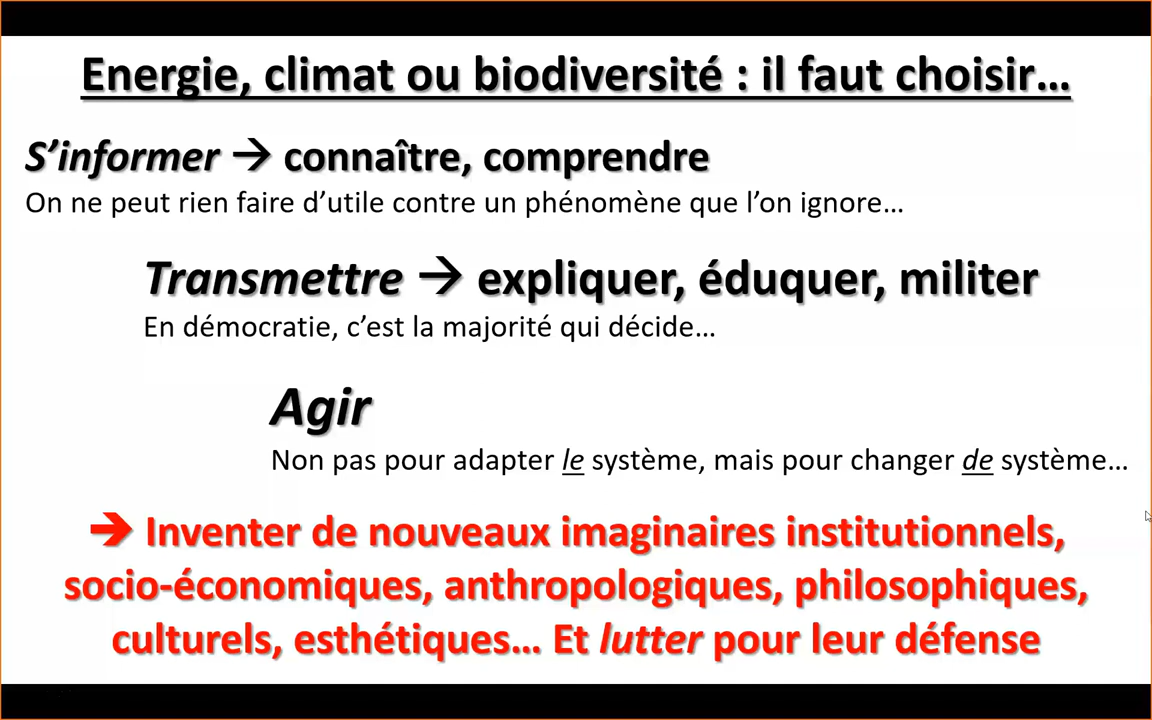 Energie, climat ou biodiversité : il faut choisir…
S’informer → connaître, comprendre
On ne peut rien faire d’utile contre un phénomène que l’on ignore…
Transmettre → expliquer, éduquer, militer
En démocratie, c’est la majorité qui décide…
Agir
Non pas pour adapter le système, mais pour changer de système…
➔ Inventer de nouveaux imaginaires institutionnels,
socio-économiques, anthropologiques, philosophiques,
culturels, esthétiques… Et lutter pour leur défense